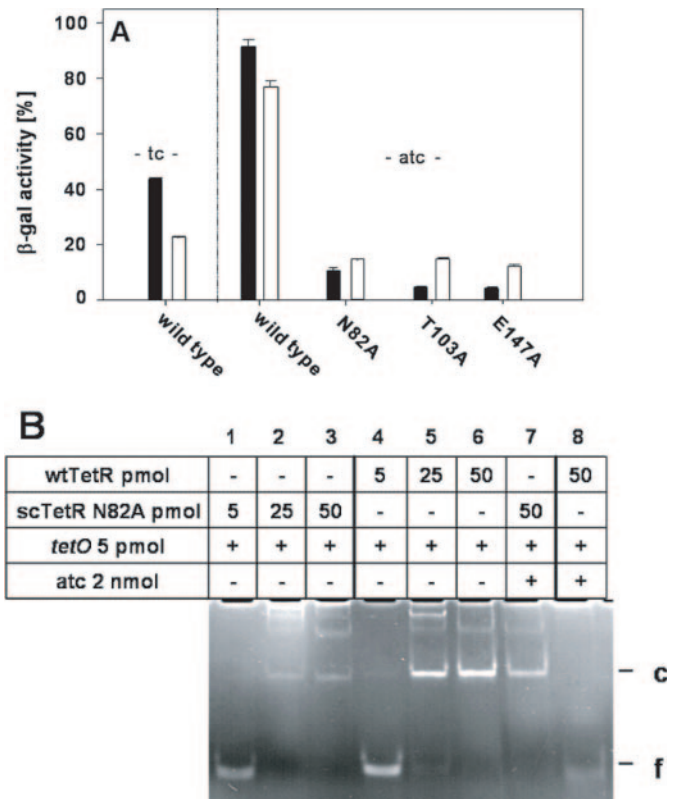 A
β-gal activity [%]
100
80
60
40
20
0
- tc -
- atc -
wild type
wild type
N82A
T103A
E147A
B
1 2 3 4 5 6 7 8
wtTetR pmol - - - 5 25 50 - 50
scTetR N82A pmol 5 25 50 - - - 50 -
tetO 5 pmol + + + + + + + +
atc 2 nmol - - - - - - + +
– c
– f